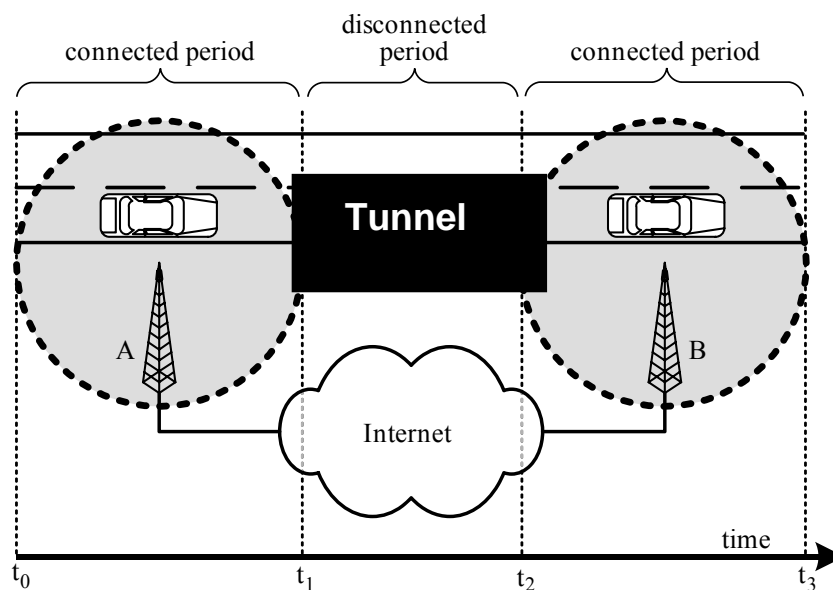 disconnected
connected period
period
connected period
Tunnel
A
B
Internet
time
t0
t1
t2
t3